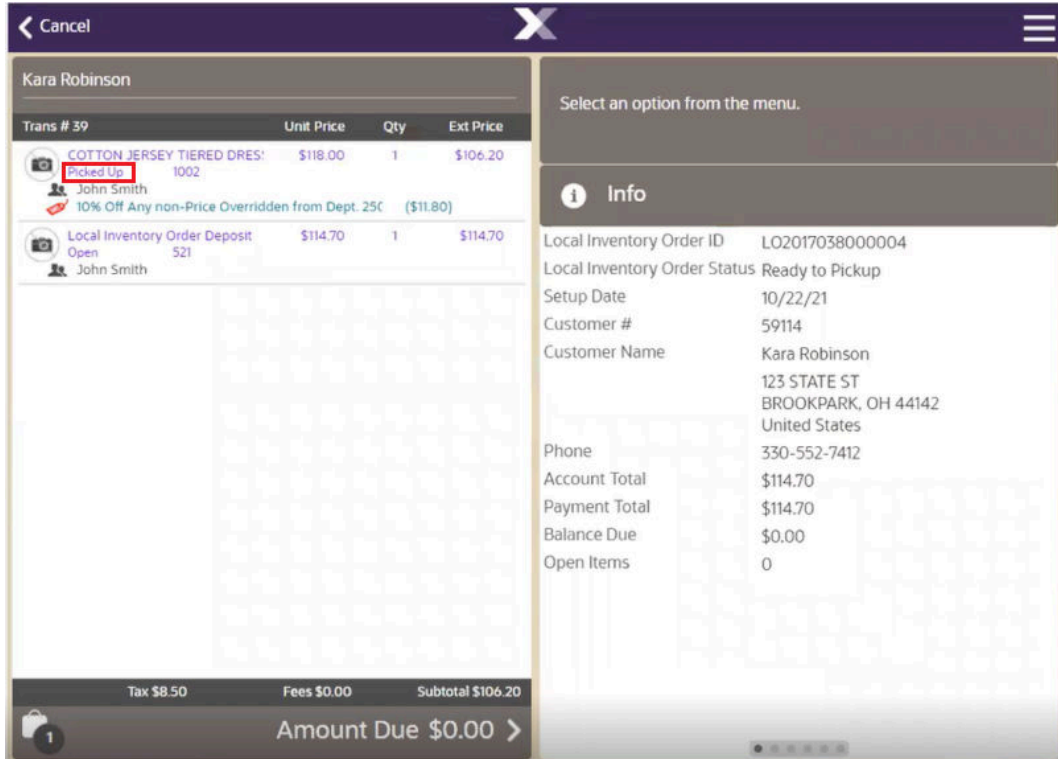 Cancel
Kara Robinson
Trans # 39 Unit Price Qty Ext Price
COTTON JERSEY TIERED DRES: $118.00 1 $106.20
Picked Up 1002
John Smith
10% Off Any non-Price Overridden from Dept. 250 ($11.80)
Local Inventory Order Deposit $114.70 1 $114.70
Open 521
John Smith
Tax $8.50 Fees $0.00 Subtotal $106.20
1 Amount Due $0.00
Select an option from the menu.
Info
Local Inventory Order ID LO2017038000004
Local Inventory Order Status Ready to Pickup
Setup Date 10/22/21
Customer # 59114
Customer Name Kara Robinson
123 STATE ST
BROOKPARK, OH 44142
United States
Phone 330-552-7412
Account Total $114.70
Payment Total $114.70
Balance Due $0.00
Open Items 0